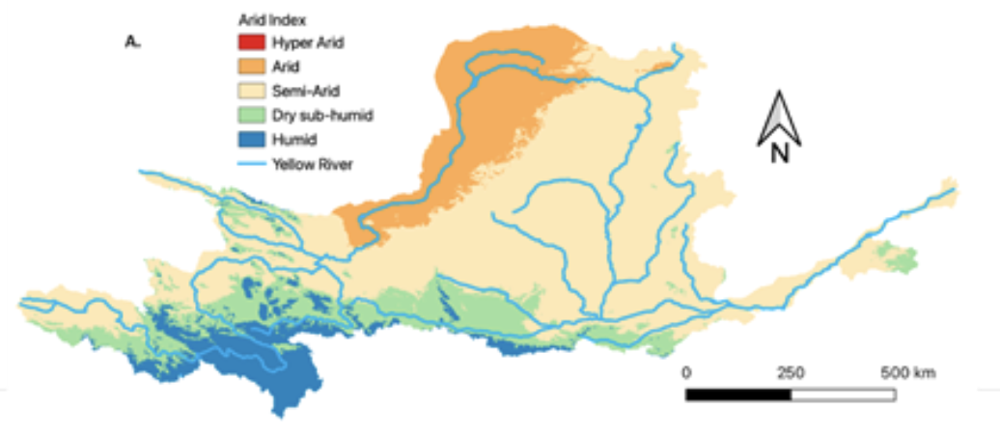 A.
Arid Index
Hyper Arid
Arid
Semi-Arid
Dry sub-humid
Humid
Yellow River
N
0 250 500 km